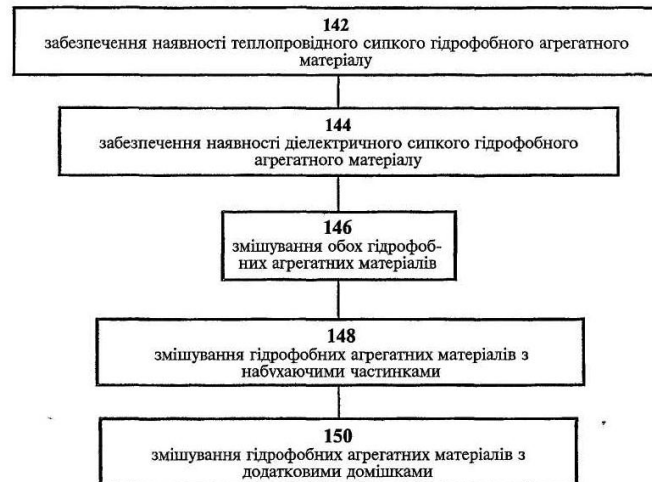 142
забезпечення наявності теплопровідного сипкого гідрофобного агрегатного
матеріалу
144
забезпечення наявності діелектричного сипкого гідрофобного
агрегатного матеріалу
146
змішування обох гідрофоб-
них агрегатних матеріалів
148
змішування гідрофобних агрегатних матеріалів з
набухаючими частинками
150
змішування гідрофобних агрегатних матеріалів з
додатковими домішками